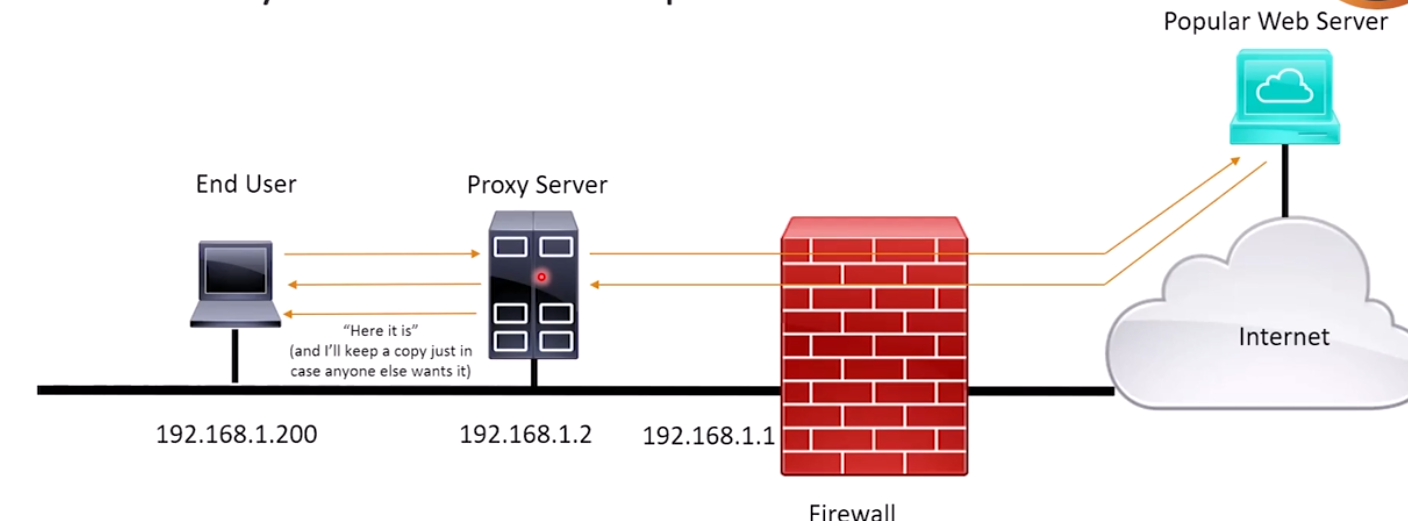 Popular Web Server
End User
Proxy Server
"Here it is"
(and I'll keep a copy just in
case anyone else wants it)
Internet
192.168.1.200
192.168.1.2
192.168.1.1
Firewall